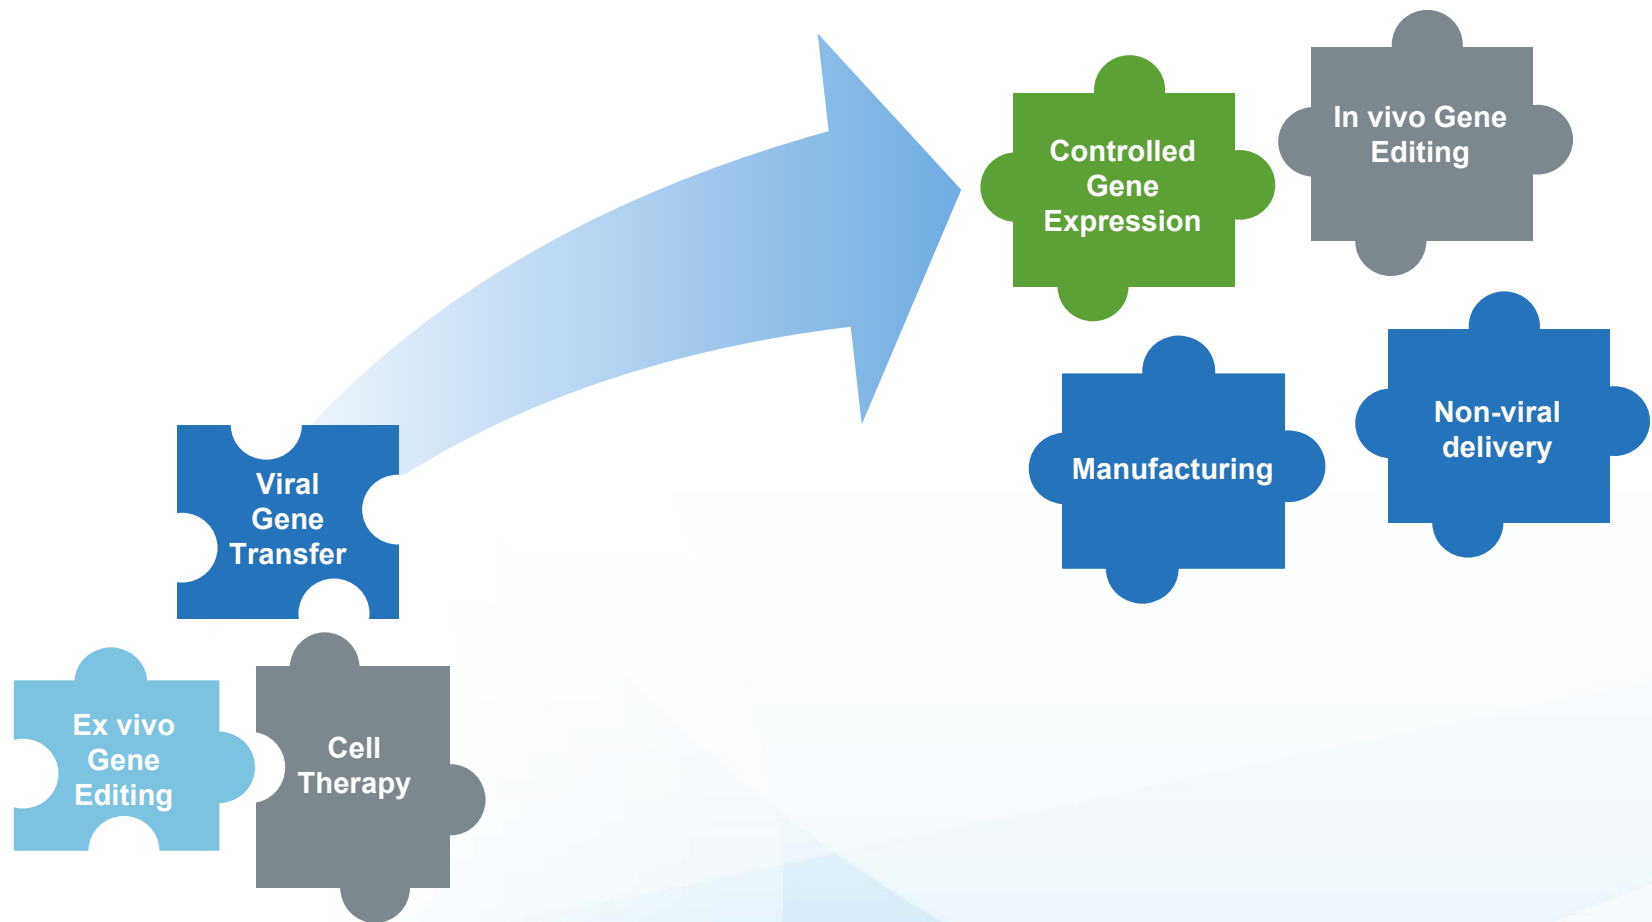 Controlled
Gene
Expression
In vivo Gene
Editing
Manufacturing
Non-viral
delivery
Viral
Gene
Transfer
Ex vivo
Gene
Editing
Cell
Therapy